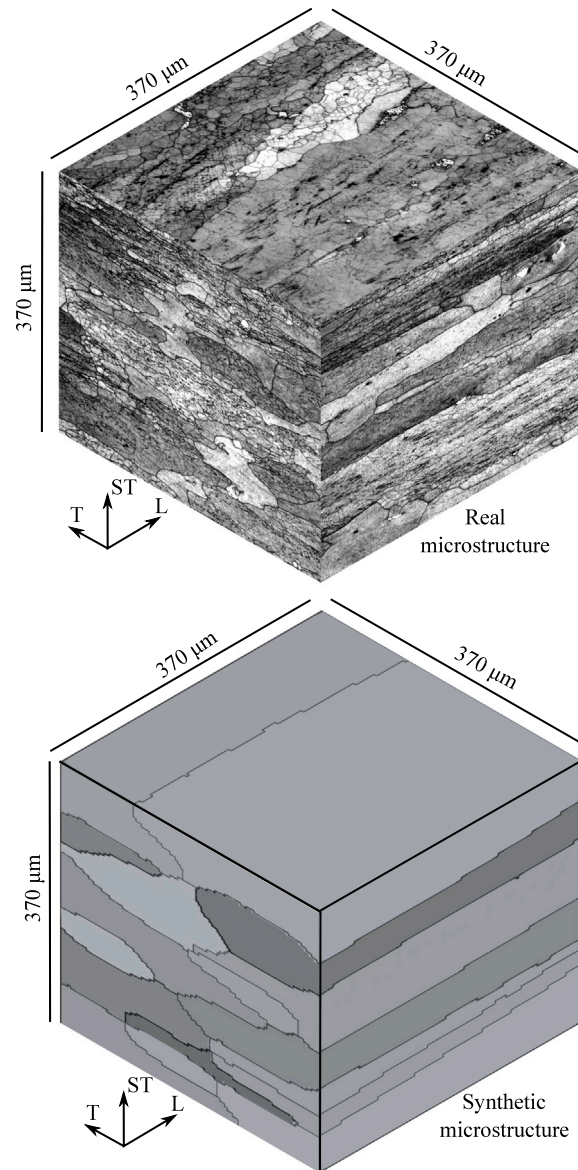 370 µm
370 µm
370 µm
ST
T
L
Real
microstructure
370 µm
370 µm
370 µm
ST
T
L
Synthetic
microstructure